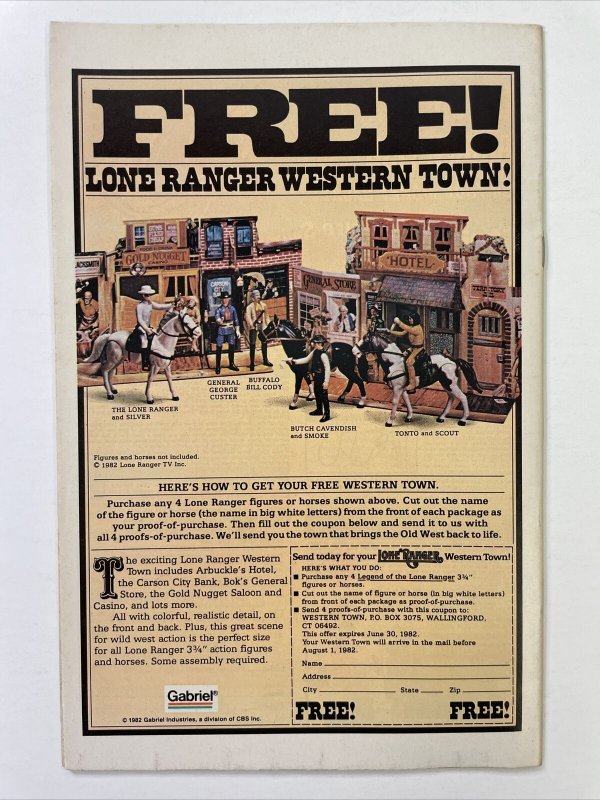 FREE!
LONE RANGER WESTERN TOWN!
GOLD NUGGET
GENERAL STORE
HOTEL
THE LONE RANGER
and SILVER
GENERAL
GEORGE
CUSTER
BUFFALO
BILL CODY
BUTCH CAVENDISH
and SMOKE
TONTO and SCOUT
Figures and horses not included.
© 1982 Lone Ranger TV Inc.
HERE'S HOW TO GET YOUR FREE WESTERN TOWN.
Purchase any 4 Lone Ranger figures or horses shown above. Cut out the name
of the figure or horse (the name in big white letters) from the front of each package as
your proof-of-purchase. Then fill out the coupon below and send it to us with
all 4 proofs-of-purchase. We'll send you the town that brings the Old West back to life.
The exciting Lone Ranger Western
Town includes Arbuckle's Hotel,
the Carson City Bank, Bok's General
Store, the Gold Nugget Saloon and
Casino, and lots more.
All with colorful, realistic detail, on
the front and back. Plus, this great scene
for wild west action is the perfect size
for all Lone Ranger 3¾" action figures
and horses. Some assembly required.
Gabriel®
© 1982 Gabriel Industries, a division of CBS Inc.
Send today for your LONE RANGER Western Town!
HERE'S WHAT YOU DO:
■ Purchase any 4 Legend of the Lone Ranger 3¾"
figures or horses.
■ Cut out the name of figure or horse (in big white letters)
from front of each package as proof-of-purchase.
■ Send 4 proofs-of-purchase with this coupon to:
WESTERN TOWN, P.O. BOX 3075, WALLINGFORD,
CT 06492.
This offer expires June 30, 1982.
Your Western Town will arrive in the mail before
August 1, 1982.
Name
Address
City State Zip
FREE! FREE!